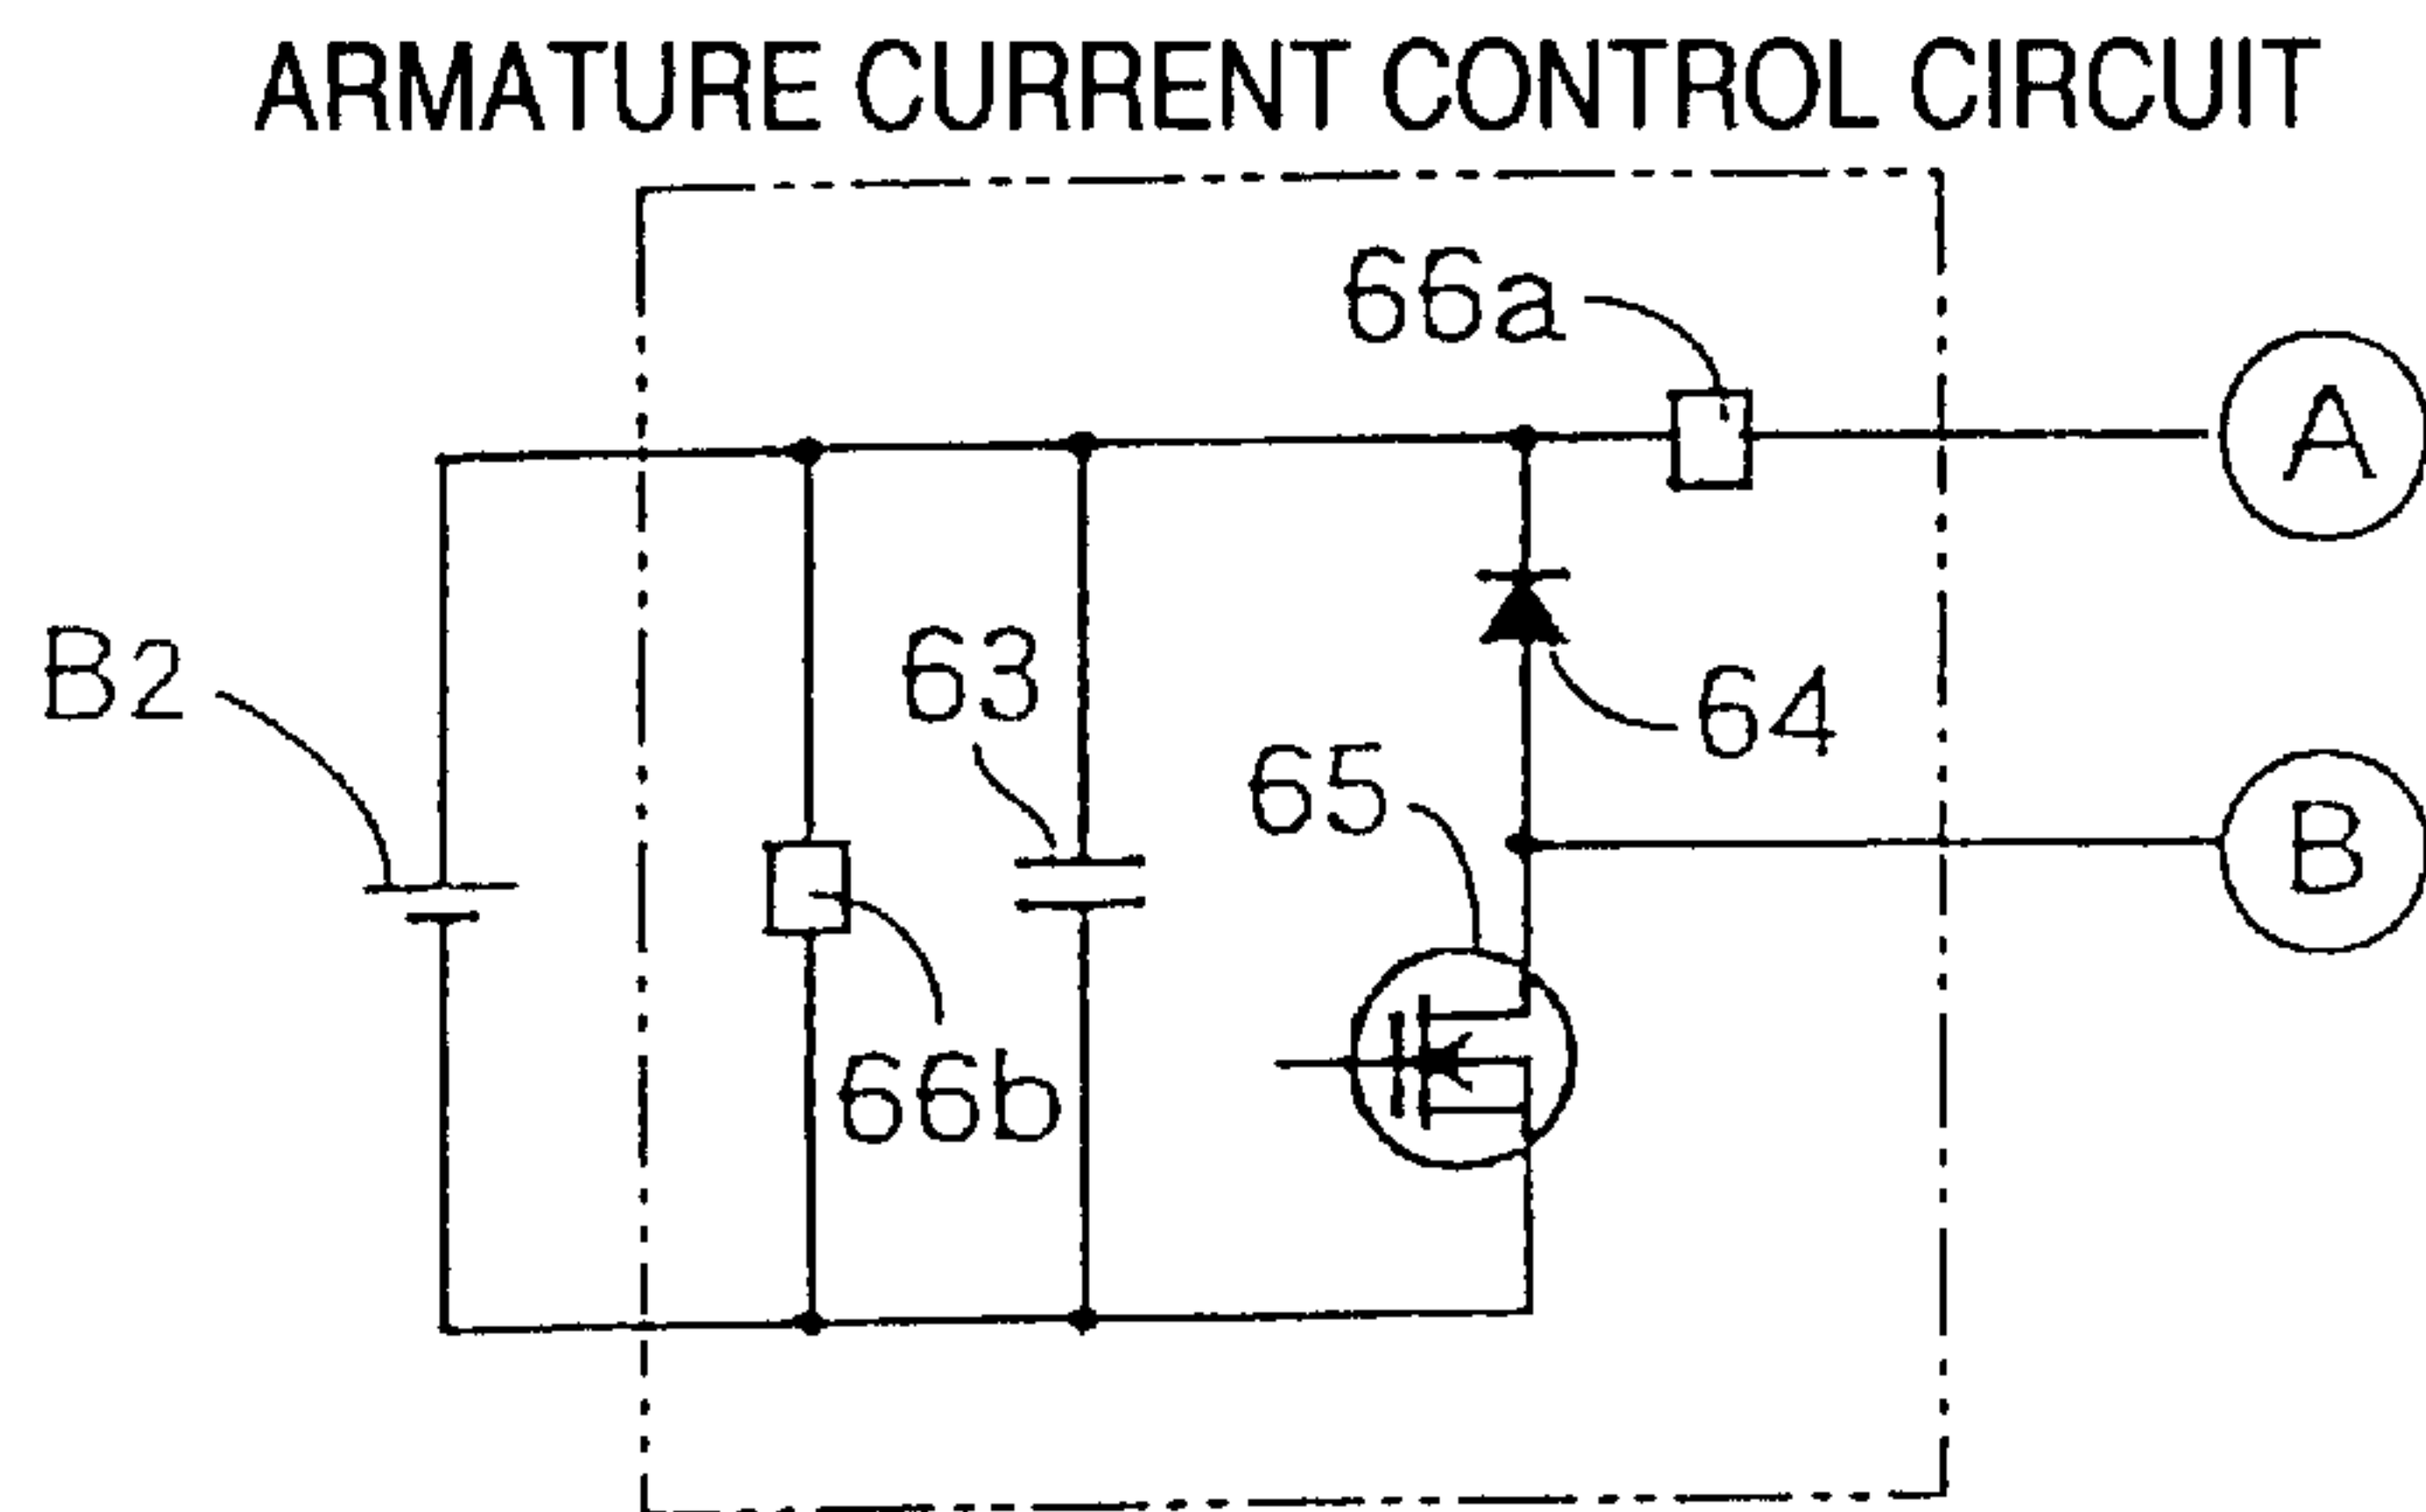 ARMATURE CURRENT CONTROL CIRCUIT
66a
A
B2
63
64
65
B
66b